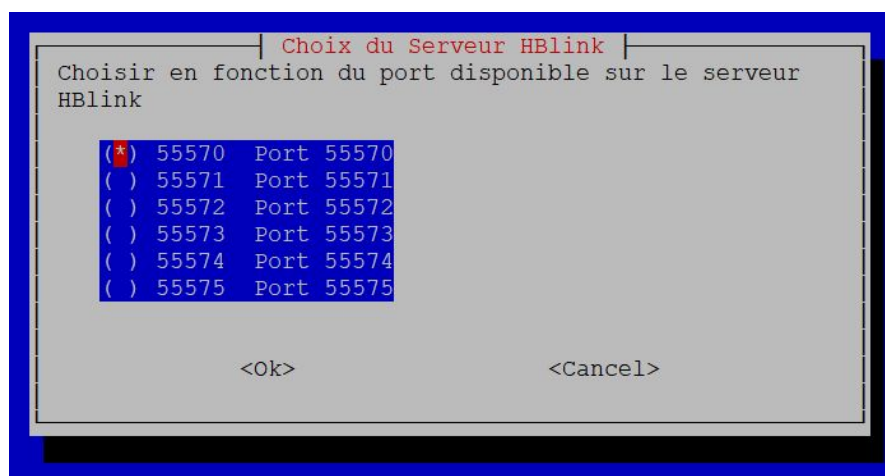 Choix du Serveur HBlink
Choisir en fonction du port disponible sur le serveur
HBlink
(*) 55570 Port 55570
( ) 55571 Port 55571
( ) 55572 Port 55572
( ) 55573 Port 55573
( ) 55574 Port 55574
( ) 55575 Port 55575
<Ok> <Cancel>